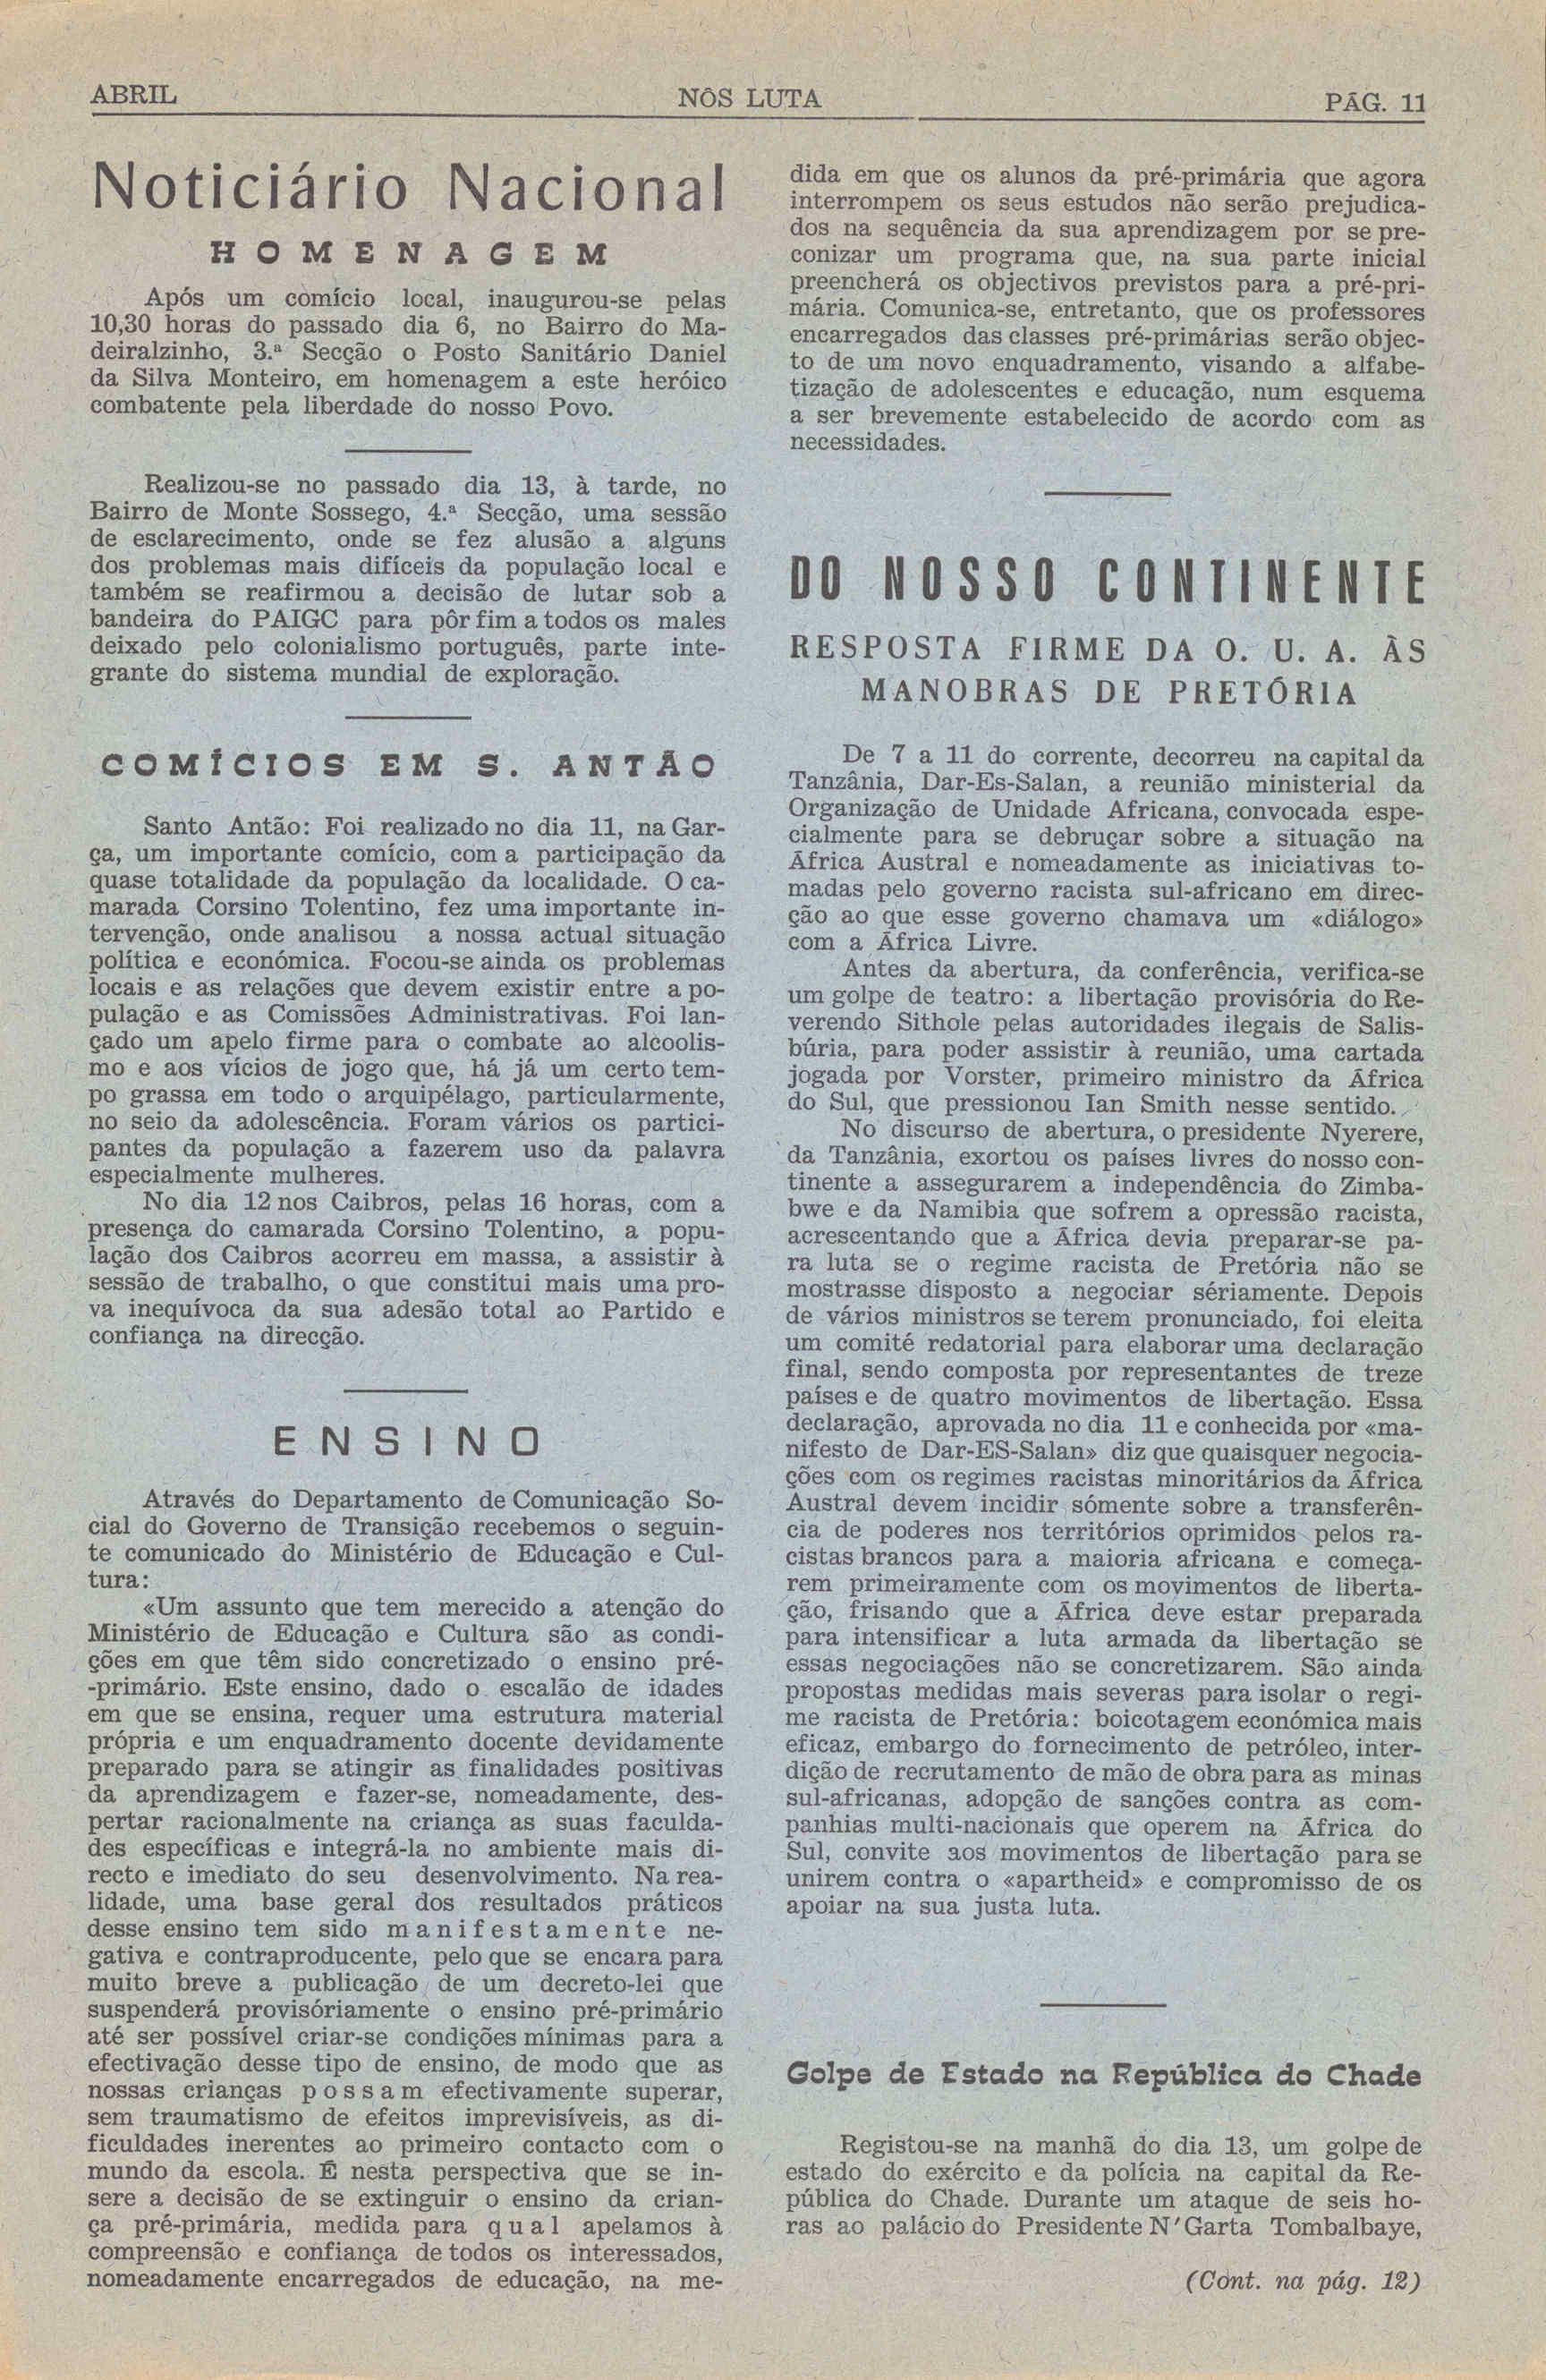 ABRIL
NÔS LUTA
PÁG. 11
Noticiário Nacional
HOMENAGEM
Após um comício local, inaugurou-se pelas
10,30 horas do passado dia 6, no Bairro do Ma-
deiralzinho, 3.ª Secção o Posto Sanitário Daniel
da Silva Monteiro, em homenagem a este heróico
combatente pela liberdade do nosso Povo.
Realizou-se no passado dia 13, à tarde, no
Bairro de Monte Sossego, 4.ª Secção, uma sessão
de esclarecimento, onde se fez alusão a alguns
dos problemas mais difíceis da população local e
também se reafirmou a decisão de lutar sob a
bandeira do PAIGC para pôr fim a todos os males
deixado pelo colonialismo português, parte inte-
grante do sistema mundial de exploração.
COMÍCIOS EM S. ANTÃO
Santo Antão: Foi realizado no dia 11, na Gar-
ça, um importante comício, com a participação da
quase totalidade da população da localidade. O ca-
marada Corsino Tolentino, fez uma importante in-
tervenção, onde analisou a nossa actual situação
política e económica. Focou-se ainda os problemas
locais e as relações que devem existir entre a po-
pulação e as Comissões Administrativas. Foi lan-
çado um apelo firme para o combate ao alcoolis-
mo e aos vícios de jogo que, há já um certo tem-
po grassa em todo o arquipélago, particularmente,
no seio da adolescência. Foram vários os partici-
pantes da população a fazerem uso da palavra
especialmente mulheres.
No dia 12 nos Caibros, pelas 16 horas, com a
presença do camarada Corsino Tolentino, a popu-
lação dos Caibros acorreu em massa, a assistir à
sessão de trabalho, o que constitui mais uma pro-
va inequívoca da sua adesão total ao Partido e
confiança na direcção.
ENSINO
Através do Departamento de Comunicação So-
cial do Governo de Transição recebemos o seguin-
te comunicado do Ministério de Educação e Cul-
tura:
«Um assunto que tem merecido a atenção do
Ministério de Educação e Cultura são as condi-
ções em que têm sido concretizado o ensino pré-
-primário. Este ensino, dado o escalão de idades
em que se ensina, requer uma estrutura material
própria e um enquadramento docente devidamente
preparado para se atingir as finalidades positivas
da aprendizagem e fazer-se, nomeadamente, des-
pertar racionalmente na criança as suas faculda-
des específicas e integrá-la no ambiente mais di-
recto e imediato do seu desenvolvimento. Na rea-
lidade, uma base geral dos resultados práticos
desse ensino tem sido manifestamente ne-
gativa e contraproducente, pelo que se encara para
muito breve a publicação de um decreto-lei que
suspenderá provisóriamente o ensino pré-primário
até ser possível criar-se condições mínimas para a
efectivação desse tipo de ensino, de modo que as
nossas crianças possam efectivamente superar,
sem traumatismo de efeitos imprevisíveis, as di-
ficuldades inerentes ao primeiro contacto com o
mundo da escola. É nesta perspectiva que se in-
sere a decisão de se extinguir o ensino da crian-
ça pré-primária, medida para qual apelamos à
compreensão e confiança de todos os interessados,
nomeadamente encarregados de educação, na me-
dida em que os alunos da pré-primária que agora
interrompem os seus estudos não serão prejudica-
dos na sequência da sua aprendizagem por se pre-
conizar um programa que, na sua parte inicial
preencherá os objectivos previstos para a pré-pri-
mária. Comunica-se, entretanto, que os professores
encarregados das classes pré-primárias serão objec-
to de um novo enquadramento, visando a alfabe-
tização de adolescentes e educação, num esquema
a ser brevemente estabelecido de acordo com as
necessidades.
DO NOSSO CONTINENTE
RESPOSTA FIRME DA O. U. A. ÀS
MANOBRAS DE PRETÓRIA
De 7 a 11 do corrente, decorreu na capital da
Tanzânia, Dar-Es-Salan, a reunião ministerial da
Organização de Unidade Africana, convocada espe-
cialmente para se debruçar sobre a situação na
África Austral e nomeadamente as iniciativas to-
madas pelo governo racista sul-africano em direc-
ção ao que esse governo chamava um «diálogo»
com a África Livre.
Antes da abertura, da conferência, verifica-se
um golpe de teatro: a libertação provisória do Re-
verendo Sithole pelas autoridades ilegais de Salis-
búria, para poder assistir à reunião, uma cartada
jogada por Vorster, primeiro ministro da África
do Sul, que pressionou Ian Smith nesse sentido.
No discurso de abertura, o presidente Nyerere,
da Tanzânia, exortou os países livres do nosso con-
tinente a assegurarem a independência do Zimba-
bwe e da Namibia que sofrem a opressão racista,
acrescentando que a África devia preparar-se pa-
ra luta se o regime racista de Pretória não se
mostrasse disposto a negociar sériamente. Depois
de vários ministros se terem pronunciado, foi eleita
um comité redatorial para elaborar uma declaração
final, sendo composta por representantes de treze
países e de quatro movimentos de libertação. Essa
declaração, aprovada no dia 11 e conhecida por «ma-
nifesto de Dar-ES-Salan» diz que quaisquer negocia-
ções com os regimes racistas minoritários da África
Austral devem incidir sómente sobre a transferên-
cia de poderes nos territórios oprimidos pelos ra-
cistas brancos para a maioria africana e começa-
rem primeiramente com os movimentos de liberta-
ção, frisando que a África deve estar preparada
para intensificar a luta armada da libertação se
essas negociações não se concretizarem. São ainda
propostas medidas mais severas para isolar o regi-
me racista de Pretória: boicotagem económica mais
eficaz, embargo do fornecimento de petróleo, inter-
dição de recrutamento de mão de obra para as minas
sul-africanas, adopção de sanções contra as com-
panhias multi-nacionais que operem na África do
Sul, convite aos movimentos de libertação para se
unirem contra o «apartheid» e compromisso de os
apoiar na sua justa luta.
Golpe de Estado na República do Chade
Registou-se na manhã do dia 13, um golpe de
estado do exército e da polícia na capital da Re-
pública do Chade. Durante um ataque de seis ho-
ras ao palácio do Presidente N'Garta Tombalbaye,
(Cont. na pág. 12)